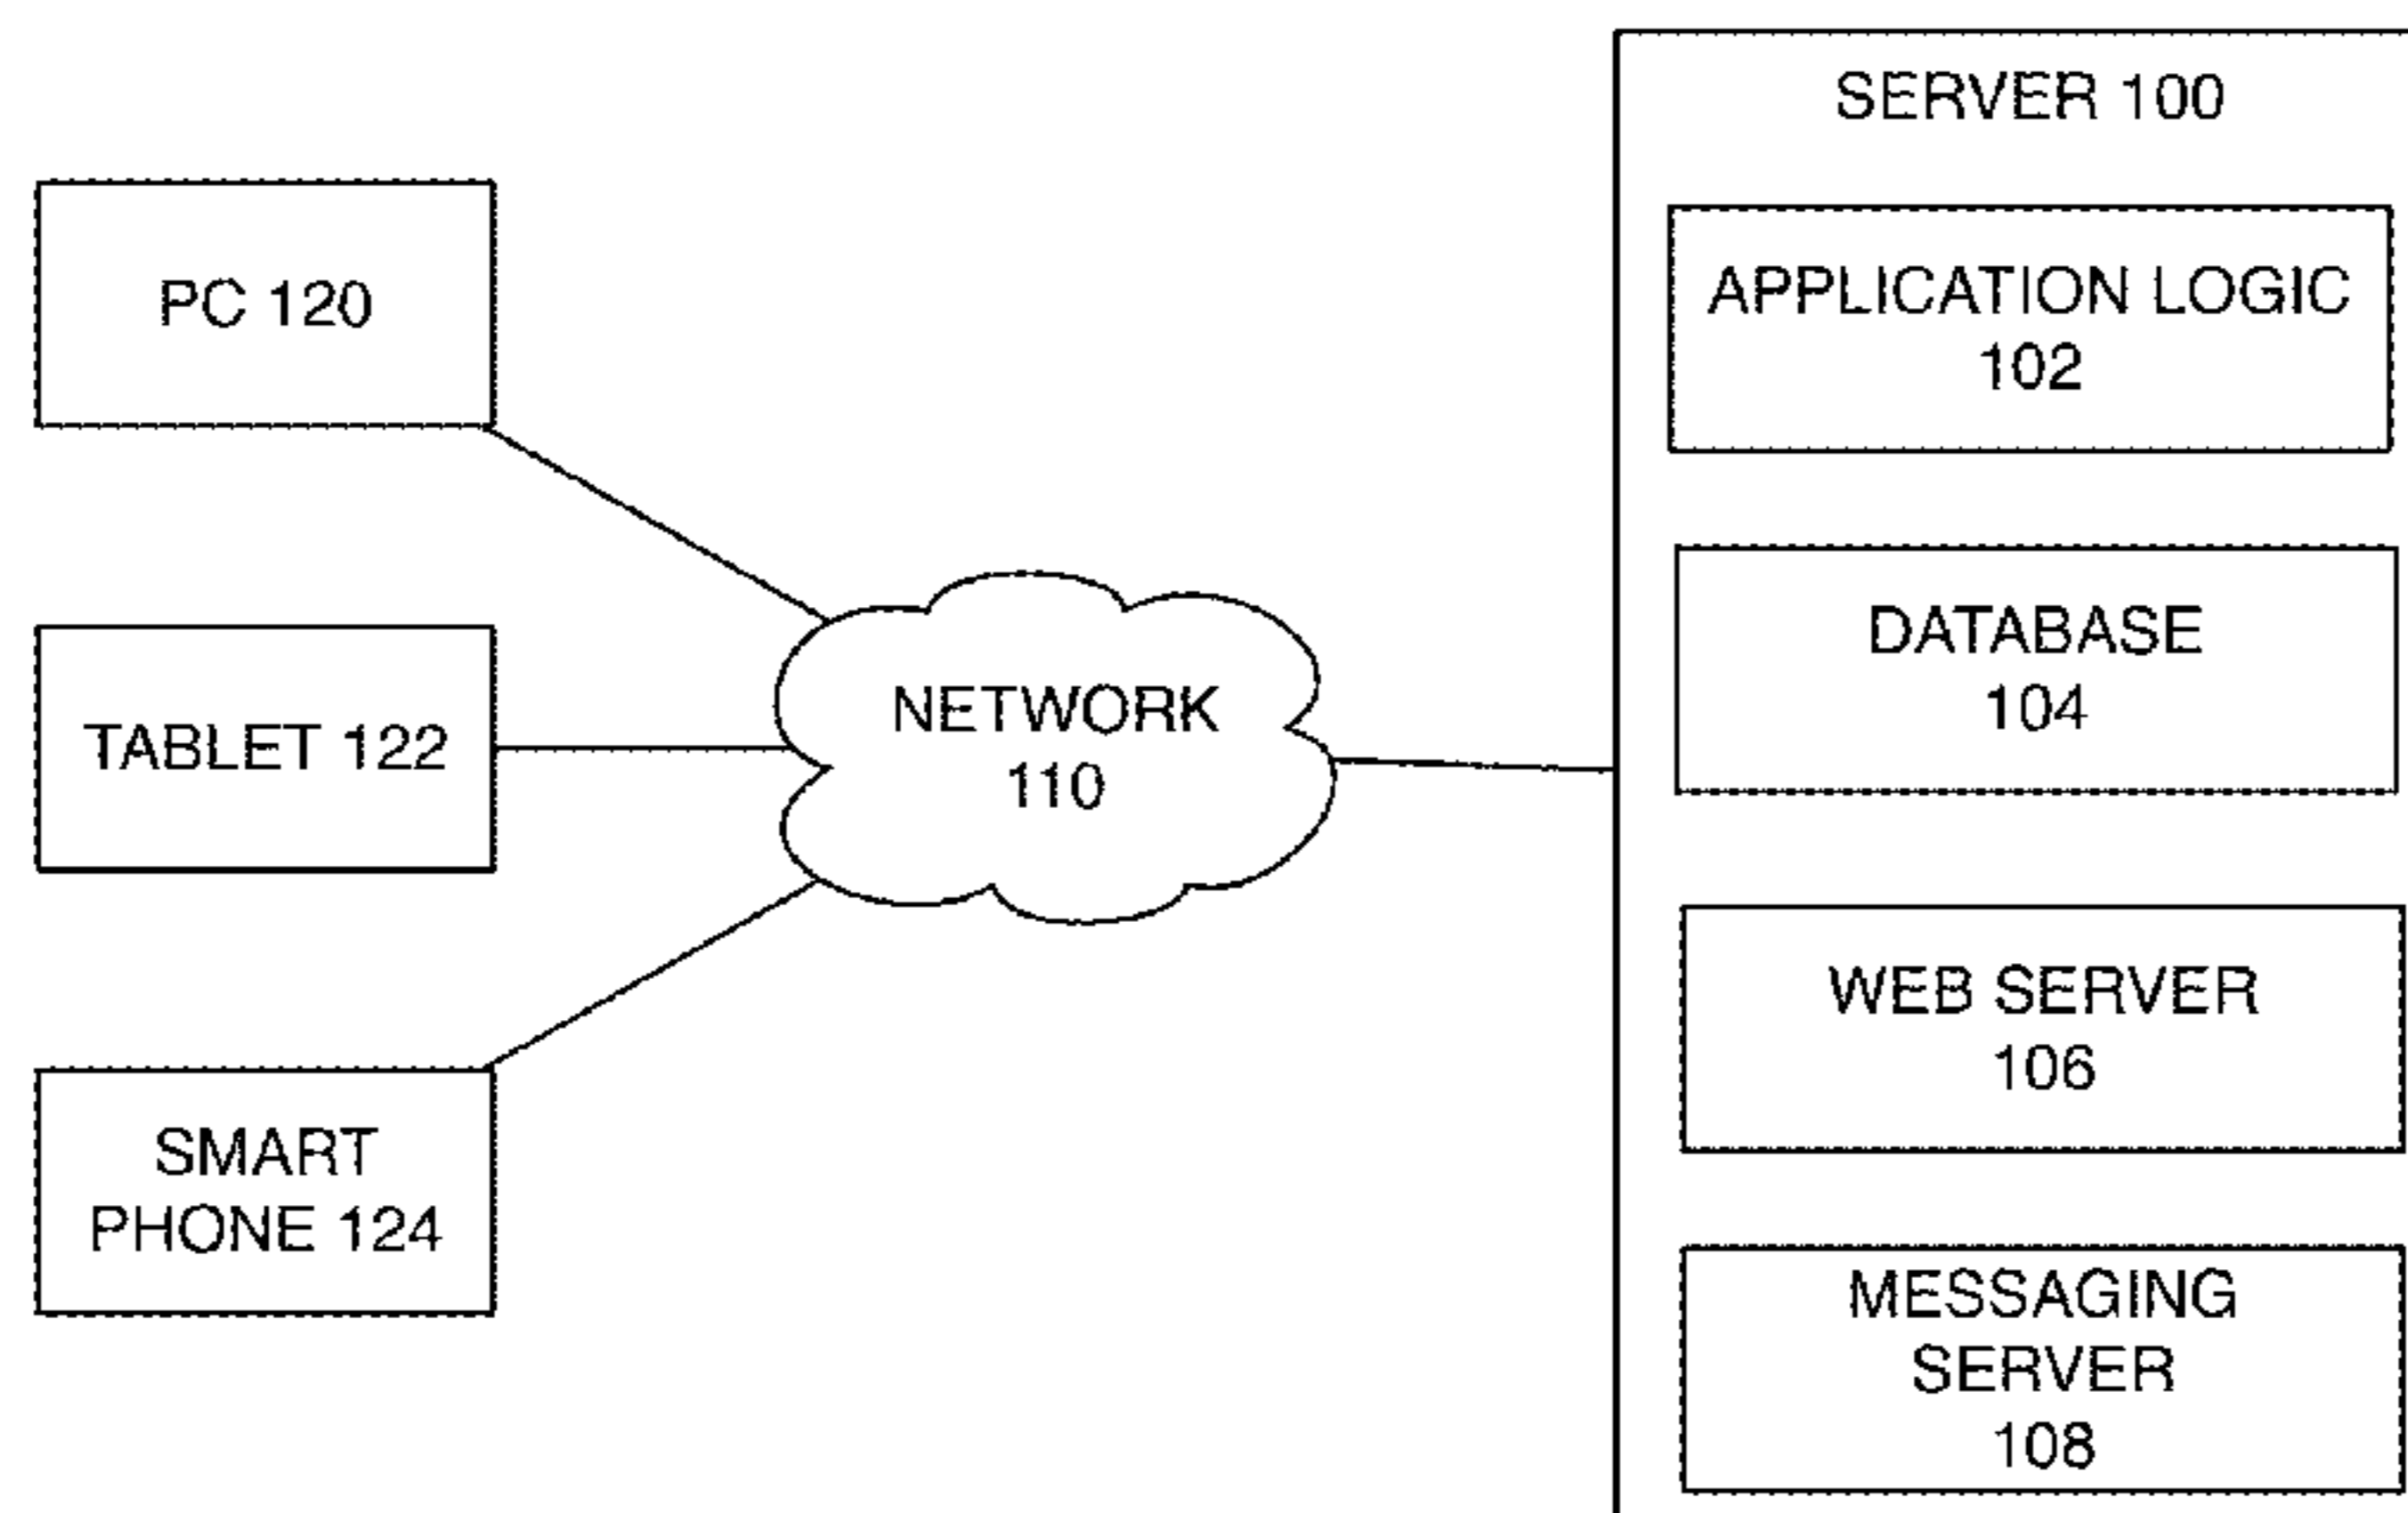 SERVER 100
PC 120
APPLICATION LOGIC
102
DATABASE
104
NETWORK
110
TABLET 122
WEB SERVER
106
SMART
PHONE 124
MESSAGING
SERVER
108